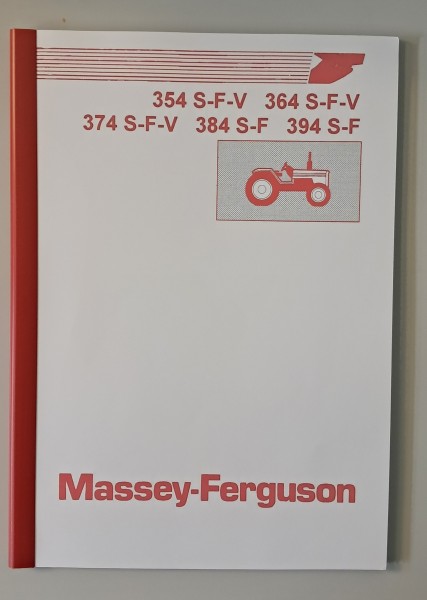 354 S-F-V 364 S-F-V
374 S-F-V 384 S-F 394 S-F
Massey-Ferguson